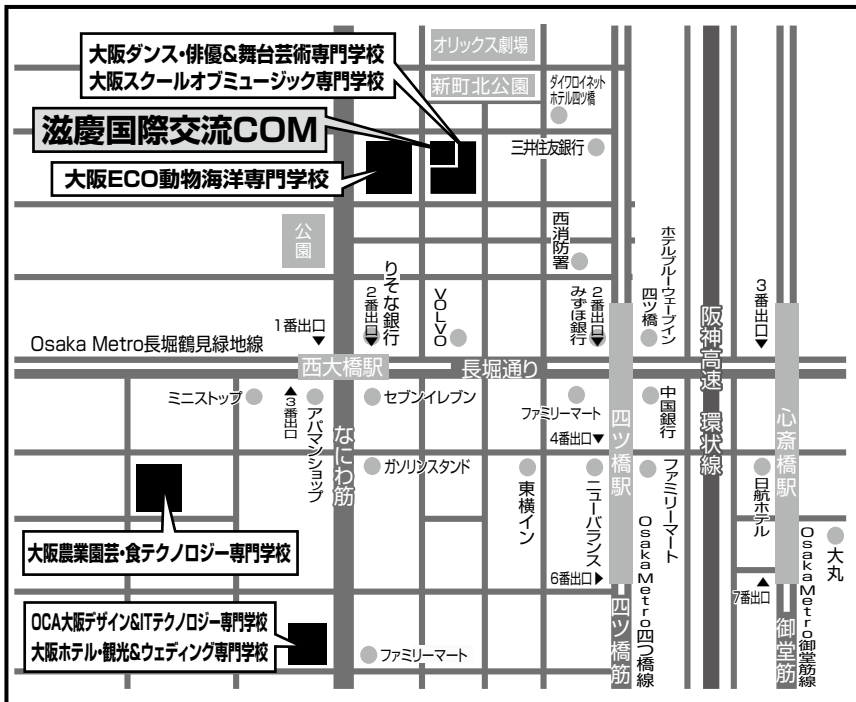 大阪ダンス・俳優&舞台芸術専門学校
大阪スクールオブミュージック専門学校
オリックス劇場
新町北公園
ダイワロイネット
ホテル四ツ橋
滋慶国際交流COM
三井住友銀行
大阪ECO動物海洋専門学校
公園
西消防署
ホテルブルーウェーブイン
四ツ橋
りそな銀行
2番出口▼
VOLVO
みずほ銀行
2番出口▼
3番出口▼
1番出口
▼
Osaka Metro長堀鶴見緑地線
西大橋駅
長堀通り
阪神高速 環状線
ミニストップ
▲3番出口
アパマンショップ
セブンイレブン
ファミリーマート
4番出口▼
四ツ橋駅
中国銀行
心斎橋駅
なにわ筋
ガソリンスタンド
東横イン
ニューバランス
ファミリーマート
日航ホテル
大丸
大阪農業園芸・食テクノロジー専門学校
6番出口▶
Osaka Metro四つ橋線
▲
7番出口
Osaka Metro御堂筋線
OCA大阪デザイン&ITテクノロジー専門学校
大阪ホテル・観光&ウェディング専門学校
ファミリーマート
四ツ橋筋
御堂筋